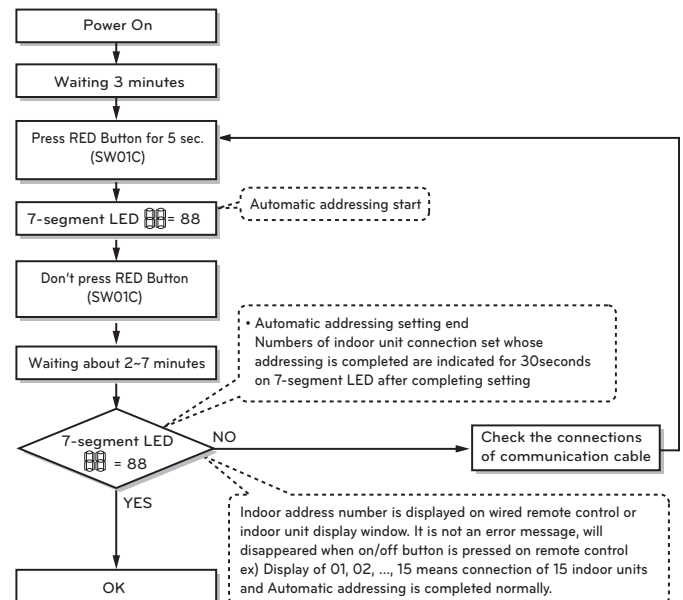 Power On
Waiting 3 minutes
Press RED Button for 5 sec.
(SW01C)
7-segment LED 88 = 88
Automatic addressing start
Don't press RED Button
(SW01C)
• Automatic addressing setting end
Numbers of indoor unit connection set whose
addressing is completed are indicated for 30seconds
on 7-segment LED after completing setting
Waiting about 2~7 minutes
7-segment LED
88 = 88
NO
Check the connections
of communication cable
YES
Indoor address number is displayed on wired remote control or
indoor unit display window. It is not an error message, will
disappeared when on/off button is pressed on remote control
ex) Display of 01, 02, ..., 15 means connection of 15 indoor units
and Automatic addressing is completed normally.
OK